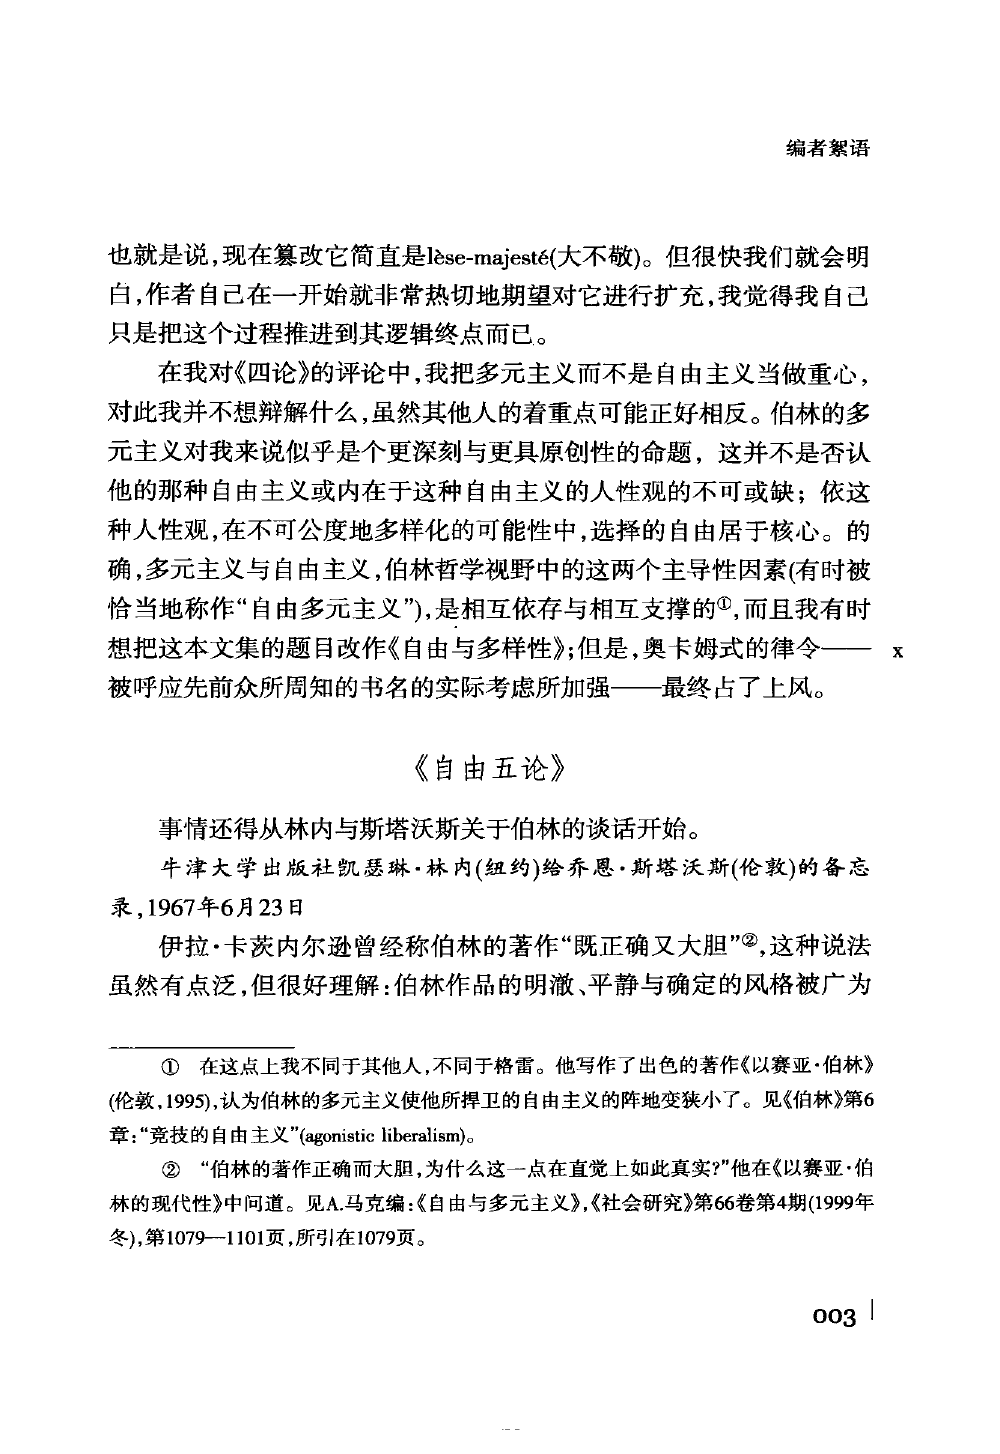 编者絮语
也就是说,现在篡改它简直是lèse-majesté(大不敬)。但很快我们就会明
白,作者自己在一开始就非常热切地期望对它进行扩充,我觉得我自己
只是把这个过程推进到其逻辑终点而已。
在我对《四论》的评论中,我把多元主义而不是自由主义当做重心,
对此我并不想辩解什么,虽然其他人的着重点可能正好相反。伯林的多
元主义对我来说似乎是个更深刻与更具原创性的命题，这并不是否认
他的那种自由主义或内在于这种自由主义的人性观的不可或缺；依这
种人性观,在不可公度地多样化的可能性中,选择的自由居于核心。的
确,多元主义与自由主义,伯林哲学视野中的这两个主导性因素(有时被
恰当地称作“自由多元主义”),是相互依存与相互支撑的①,而且我有时
想把这本文集的题目改作《自由与多样性》;但是,奥卡姆式的律令—— x
被呼应先前众所周知的书名的实际考虑所加强——最终占了上风。
《自由五论》
事情还得从林内与斯塔沃斯关于伯林的谈话开始。
牛津大学出版社凯瑟琳·林内(纽约)给乔恩·斯塔沃斯(伦敦)的备忘
录,1967年6月23日
伊拉·卡茨内尔逊曾经称伯林的著作“既正确又大胆”②,这种说法
虽然有点泛,但很好理解:伯林作品的明澈、平静与确定的风格被广为
① 在这点上我不同于其他人,不同于格雷。他写作了出色的著作《以赛亚·伯林》
(伦敦,1995),认为伯林的多元主义使他所捍卫的自由主义的阵地变狭小了。见《伯林》第6
章:“竞技的自由主义”(agonistic liberalism)。
② “伯林的著作正确而大胆,为什么这一点在直觉上如此真实?”他在《以赛亚·伯
林的现代性》中问道。见A.马克编:《自由与多元主义》,《社会研究》第66卷第4期(1999年
冬),第1079—1101页,所引在1079页。
003